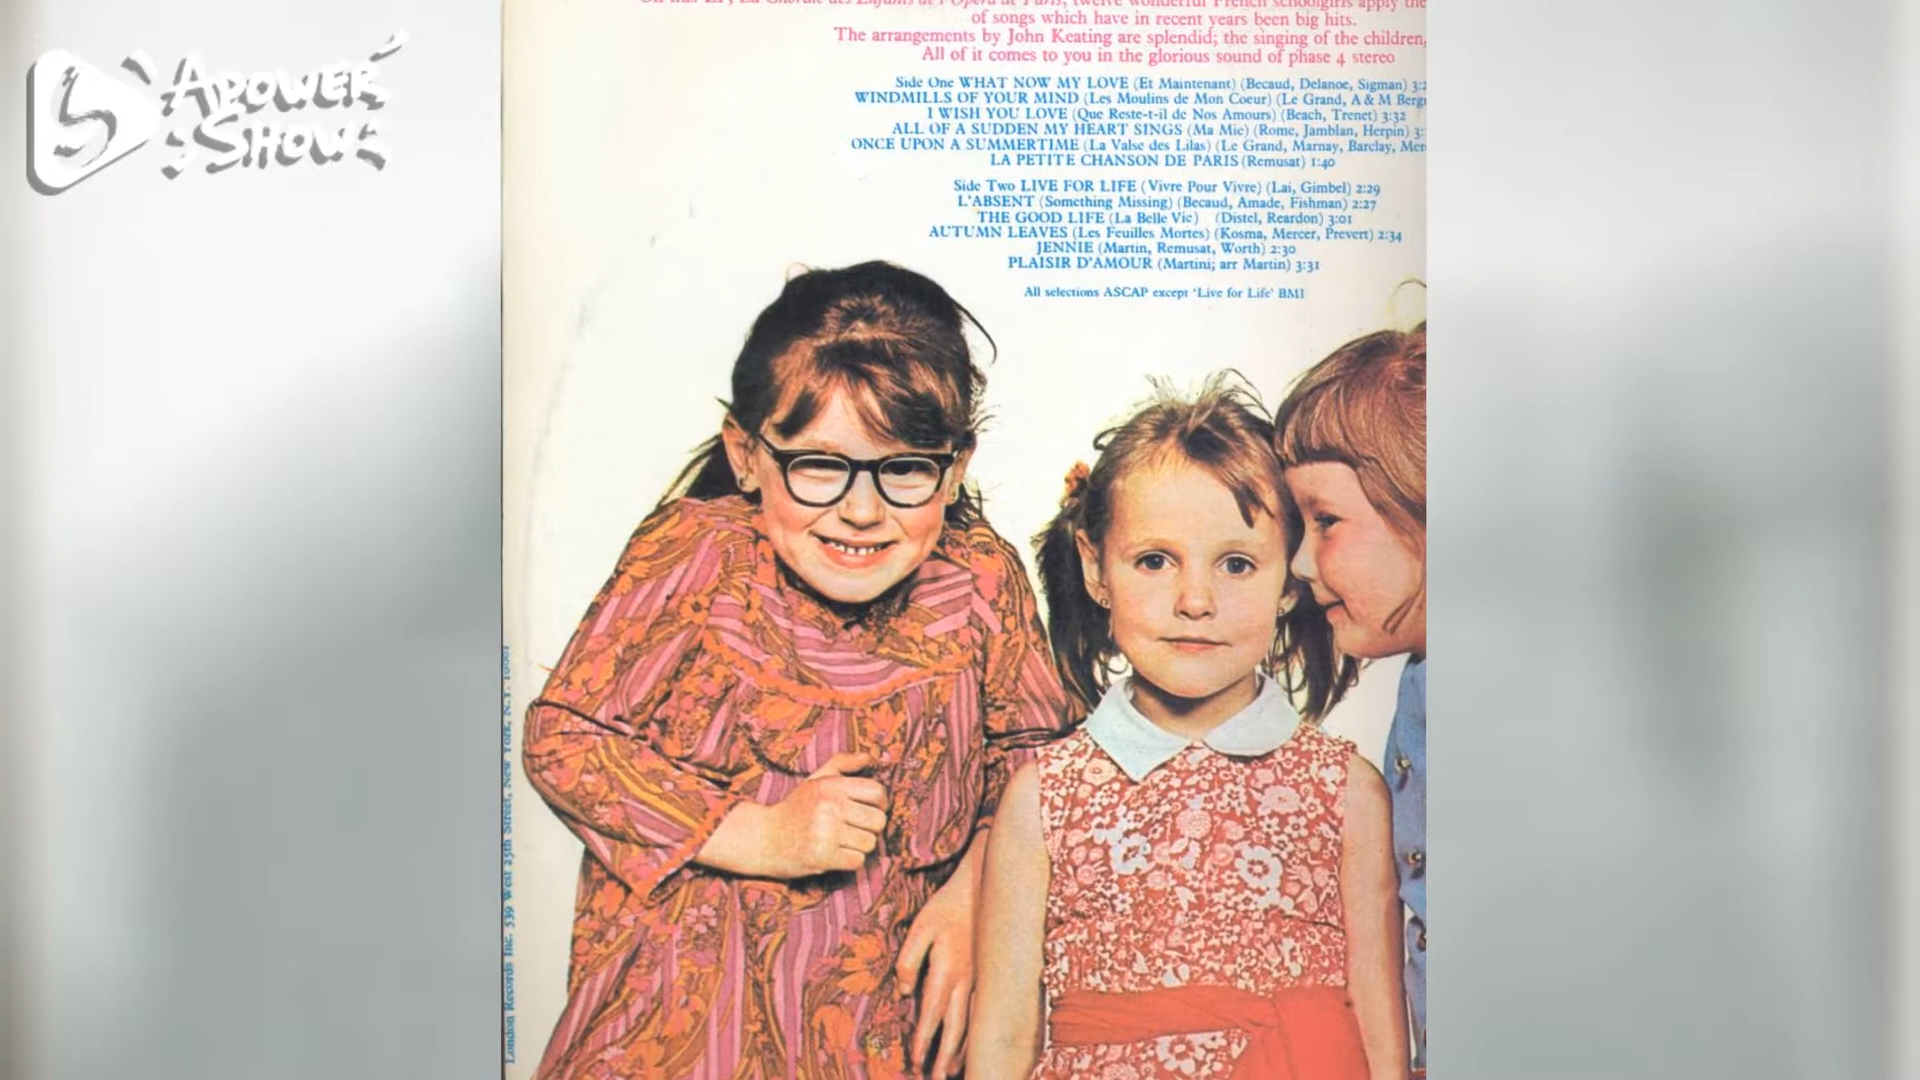 APOWER
SHOW
of songs which have in recent years been big hits.
The arrangements by John Keating are splendid; the singing of the children,
All of it comes to you in the glorious sound of phase 4 stereo
Side One WHAT NOW MY LOVE (Et Maintenant) (Becaud, Delanoe, Sigman)
WINDMILLS OF YOUR MIND (Les Moulins de Mon Coeur) (Le Grand, A & M
I WISH YOU LOVE (Que Reste-t-il de Nos Amours) (Beach, Trenet) 3:32
ALL OF A SUDDEN MY HEART SINGS (Ma Mie) (Rome, Jamblan, Herpin)
ONCE UPON A SUMMERTIME (La Valse des Lilas) (Le Grand, Marnay, Barclay,
LA PETITE CHANSON DE PARIS (Remusat) 1:40
Side Two LIVE FOR LIFE (Vivre Pour Vivre) (Lai, Gimbel) 2:29
L'ABSENT (Something Missing) (Becaud, Amade, Fishman) 2:27
THE GOOD LIFE (La Belle Vie) (Distel, Reardon) 3:01
AUTUMN LEAVES (Les Feuilles Mortes) (Kosma, Mercer, Prevert) 2:34
JENNIE (Martin, Remusat, Worth) 2:30
PLAISIR D'AMOUR (Martini; arr Martin) 3:31
All selections ASCAP except 'Live for Life' BMI
London Records Inc. 539 West 25th Street, New York, N.Y. 10001